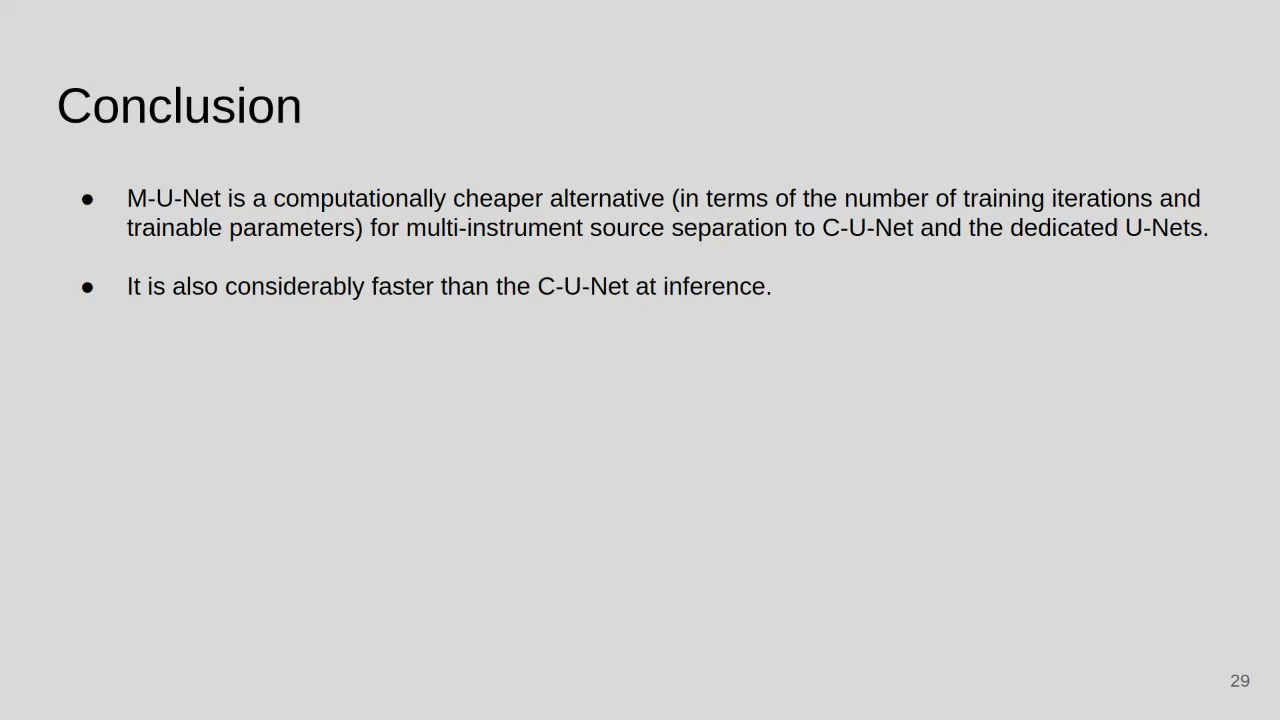 Conclusion
● M-U-Net is a computationally cheaper alternative (in terms of the number of training iterations and
trainable parameters) for multi-instrument source separation to C-U-Net and the dedicated U-Nets.
● It is also considerably faster than the C-U-Net at inference.
29